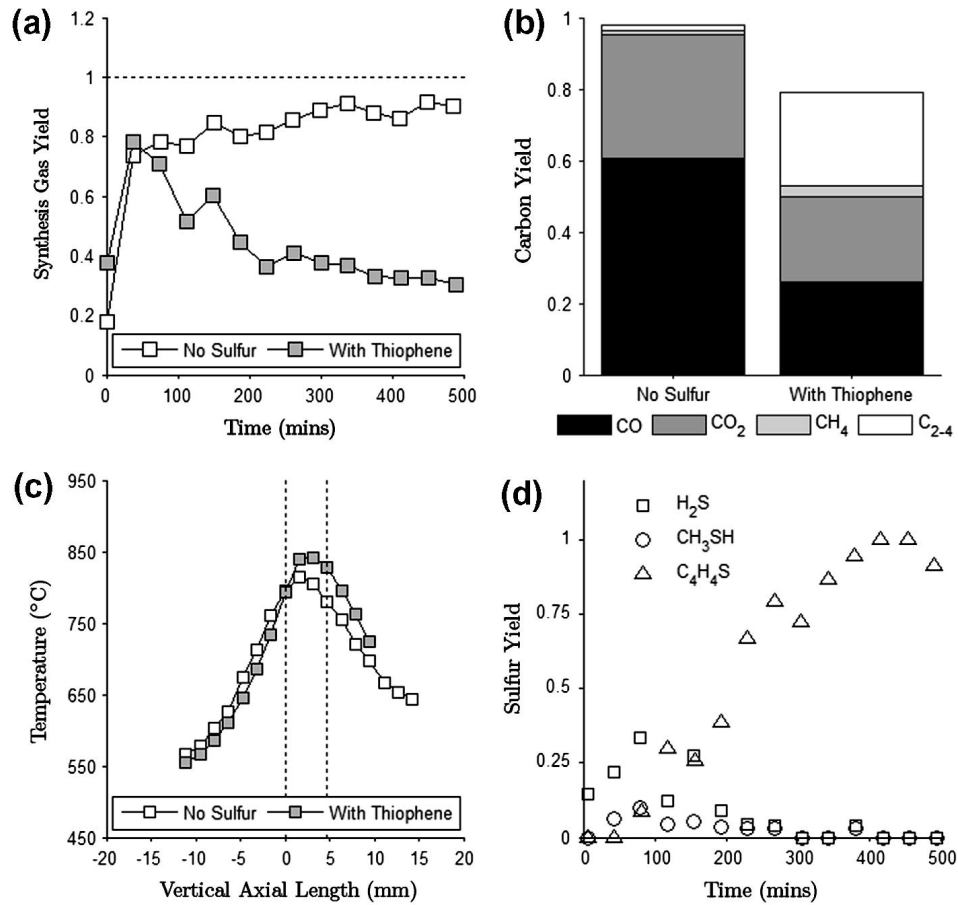 (a)
1.2
1
0.8
0.6
0.4
0.2
0
Synthesis Gas Yield
No Sulfur With Thiophene
0 100 200 300 400 500
Time (mins)
(b)
1
0.8
0.6
0.4
0.2
0
Carbon Yield
No Sulfur With Thiophene
CO CO₂ CH₄ C₂₋₄
(c)
950
850
750
650
550
450
Temperature (°C)
No Sulfur With Thiophene
-20 -15 -10 -5 0 5 10 15 20
Vertical Axial Length (mm)
(d)
H₂S
CH₃SH
C₄H₄S
1
0.75
0.5
0.25
0
Sulfur Yield
0 100 200 300 400 500
Time (mins)